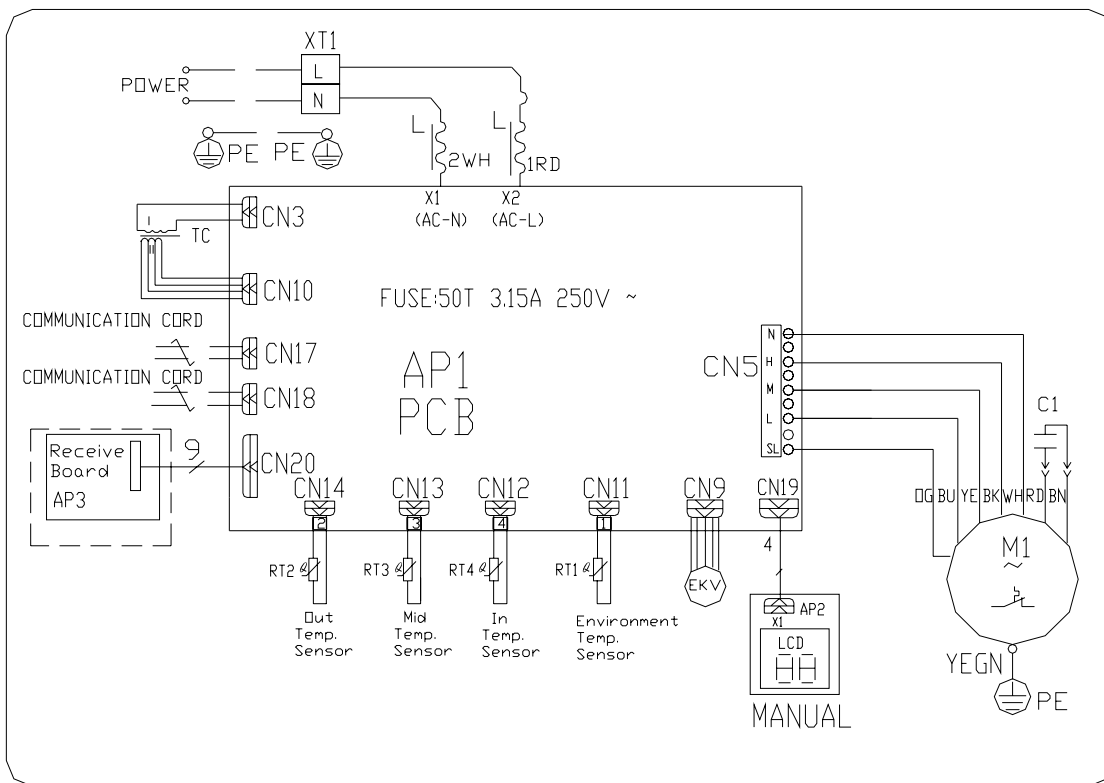 XT1
L
POWER
N
PE PE
L
2WH
L
1RD
X1
(AC-N)
X2
(AC-L)
CN3
I
TC
II
CN10
FUSE:50T 3.15A 250V ~
COMMUNICATION CORD
CN17
COMMUNICATION CORD
CN18
AP1
PCB
CN5
N
H
M
L
SL
C1
Receive
Board
AP3
9
CN20
CN14
CN13
CN12
CN11
CN9
CN19
2
3
4
1
4
OG BU YE BK WH RD BN
M1
~
RT2
RT3
RT4
RT1
EKV
AP2
X1
LCD
88
MANUAL
Out
Temp.
Sensor
Mid
Temp.
Sensor
In
Temp.
Sensor
Environment
Temp.
Sensor
YEGN
PE